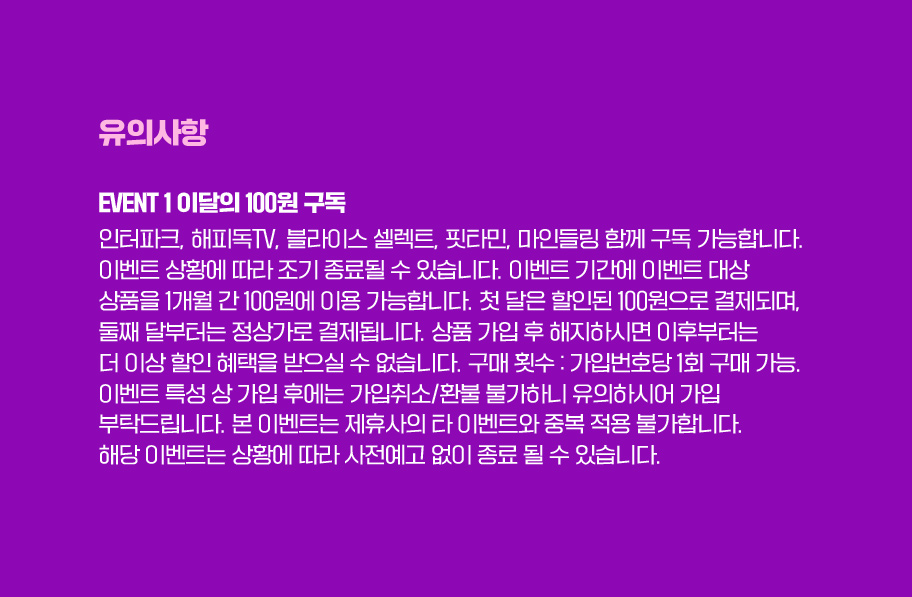 유의사항
EVENT 1 이달의 100원 구독
인터파크, 해피독TV, 블라이스 셀렉트, 핏타민, 마인들링 함께 구독 가능합니다.
이벤트 상황에 따라 조기 종료될 수 있습니다. 이벤트 기간에 이벤트 대상
상품을 1개월 간 100원에 이용 가능합니다. 첫 달은 할인된 100원으로 결제되며,
둘째 달부터는 정상가로 결제됩니다. 상품 가입 후 해지하시면 이후부터는
더 이상 할인 혜택을 받으실 수 없습니다. 구매 횟수 : 가입번호당 1회 구매 가능.
이벤트 특성 상 가입 후에는 가입취소/환불 불가하니 유의하시어 가입
부탁드립니다. 본 이벤트는 제휴사의 타 이벤트와 중복 적용 불가합니다.
해당 이벤트는 상황에 따라 사전예고 없이 종료 될 수 있습니다.